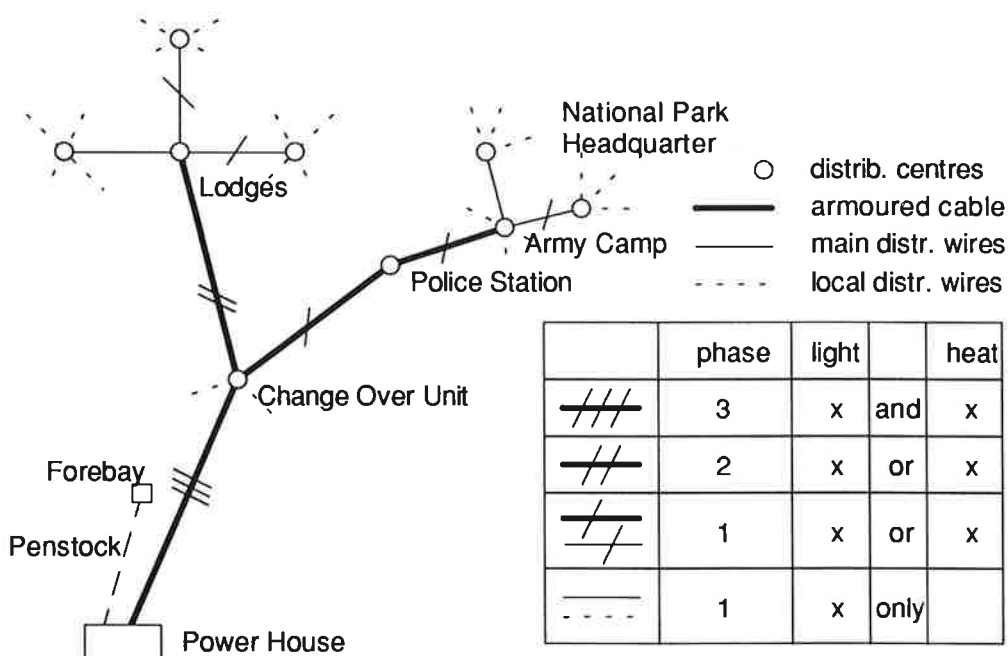 National Park
Headquarter
distrib. centres
Lodges
armoured cable
Army Camp
main distr. wires
Police Station
local distr. wires
phase light heat
Change Over Unit
3 x and x
2 x or x
Forebay
1 x or x
Penstock
1 x only
Power House